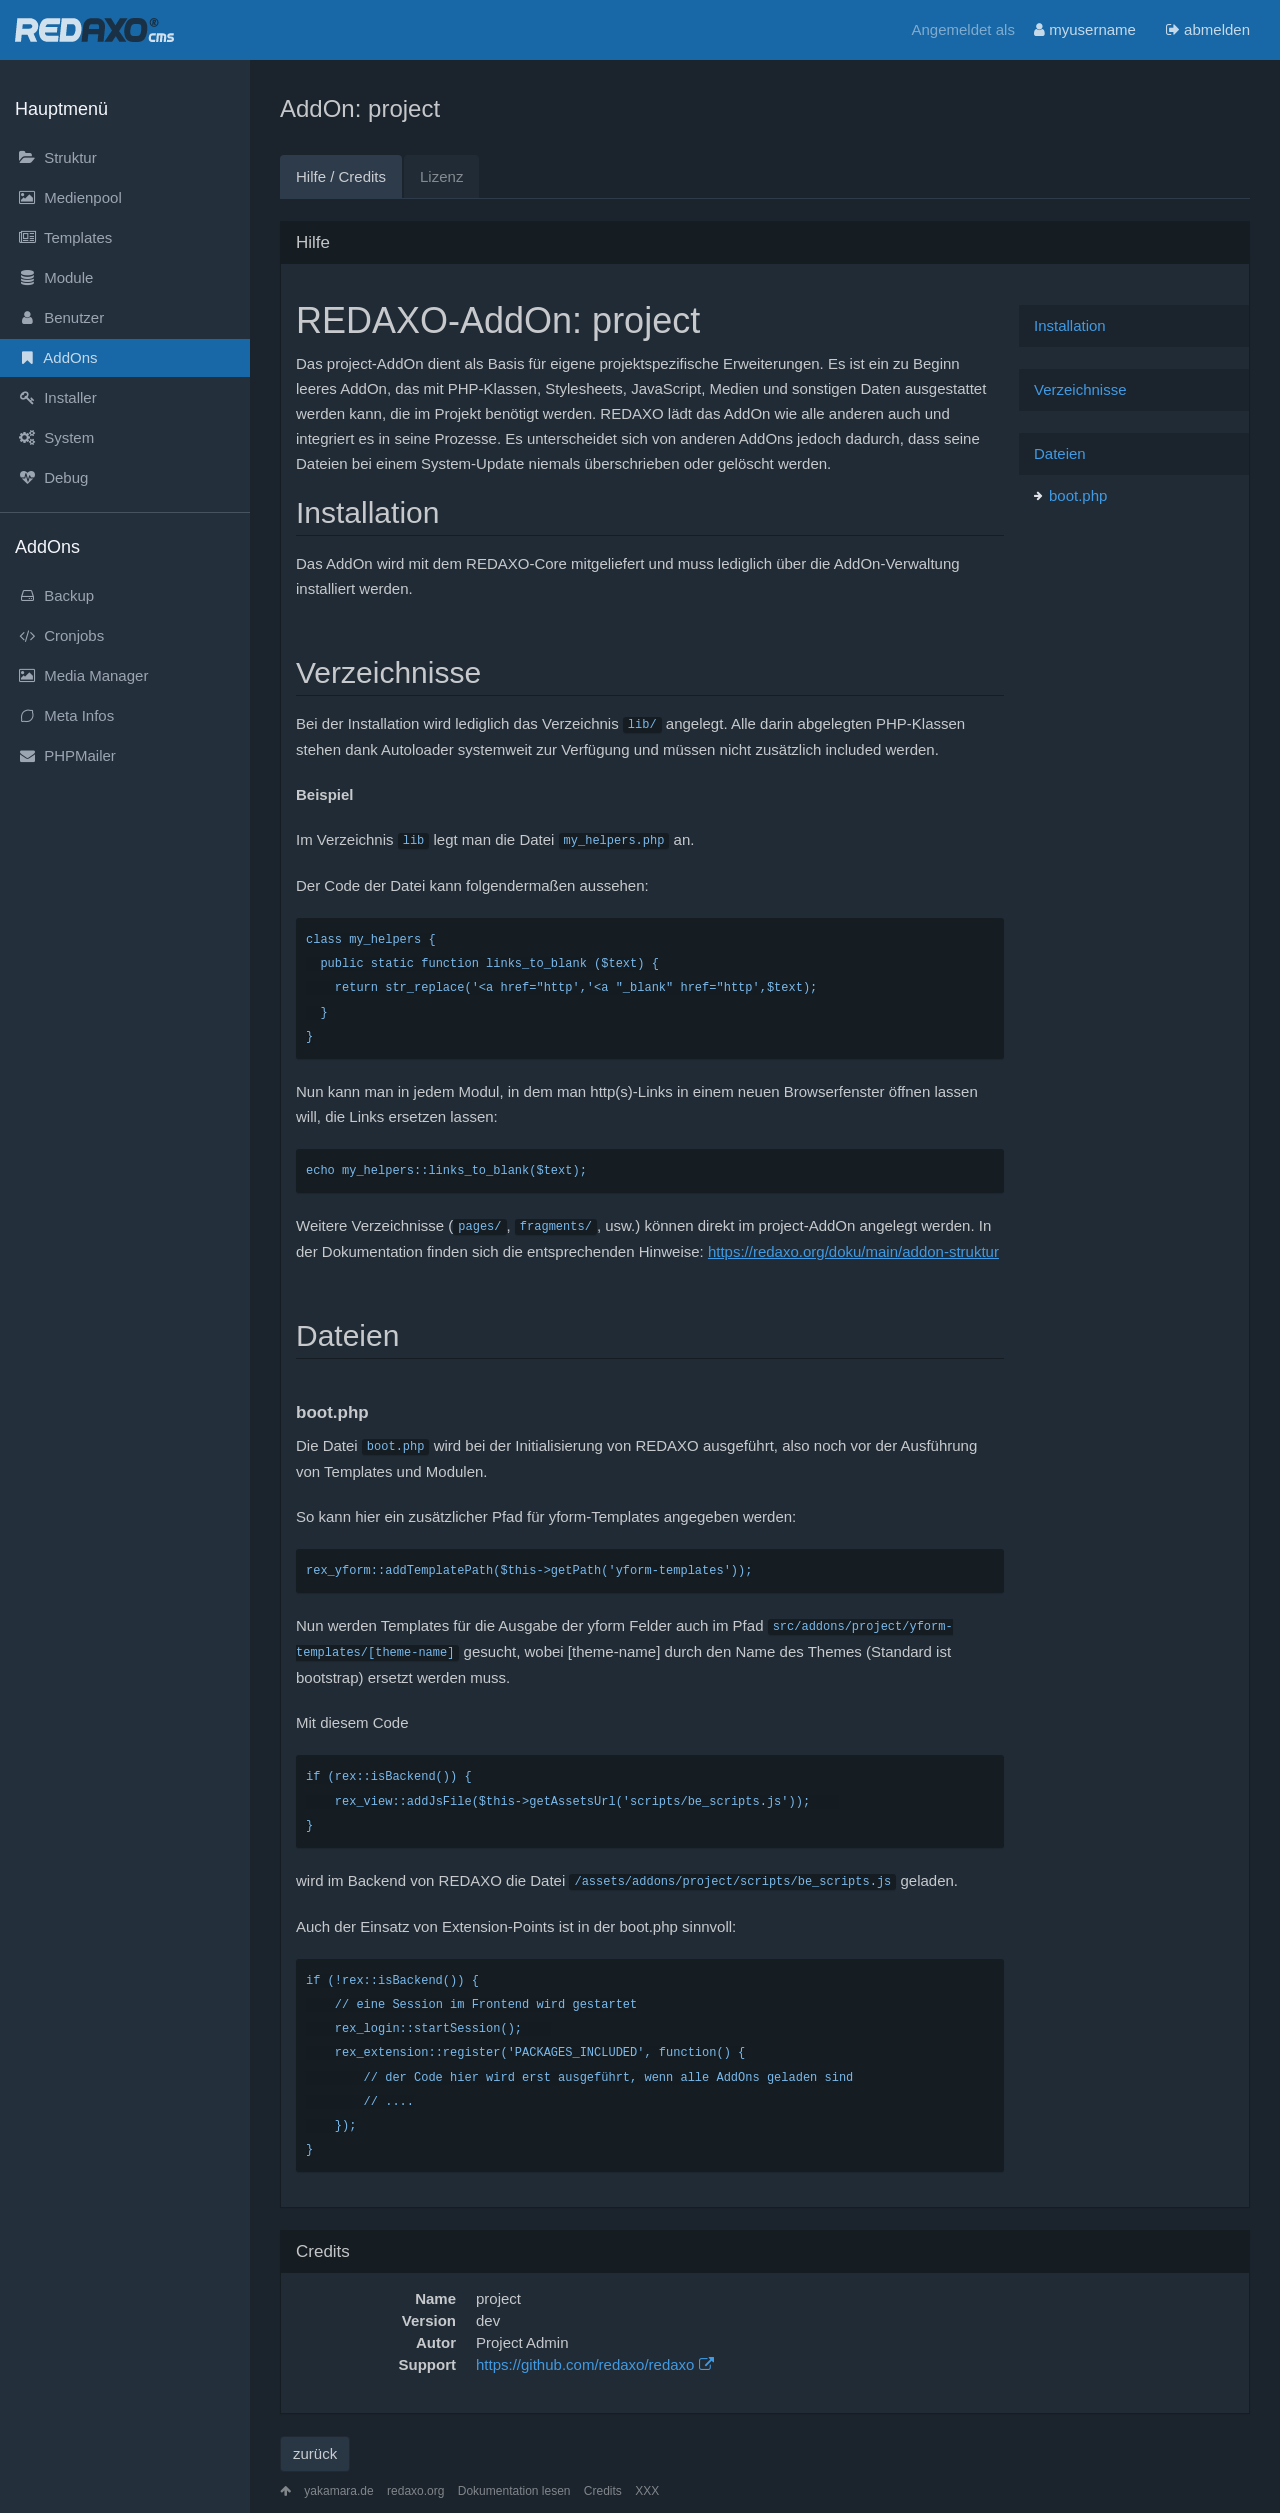 REDAXO® cms
Angemeldet als myusername abmelden
Hauptmenü
Struktur
Medienpool
Templates
Module
Benutzer
AddOns
Installer
System
Debug
AddOns
Backup
Cronjobs
Media Manager
Meta Infos
PHPMailer
AddOn: project
Hilfe / Credits Lizenz
Hilfe
REDAXO-AddOn: project
Das project-AddOn dient als Basis für eigene projektspezifische Erweiterungen. Es ist ein zu Beginn
leeres AddOn, das mit PHP-Klassen, Stylesheets, JavaScript, Medien und sonstigen Daten ausgestattet
werden kann, die im Projekt benötigt werden. REDAXO lädt das AddOn wie alle anderen auch und
integriert es in seine Prozesse. Es unterscheidet sich von anderen AddOns jedoch dadurch, dass seine
Dateien bei einem System-Update niemals überschrieben oder gelöscht werden.
Installation
Das AddOn wird mit dem REDAXO-Core mitgeliefert und muss lediglich über die AddOn-Verwaltung
installiert werden.
Verzeichnisse
Bei der Installation wird lediglich das Verzeichnis lib/ angelegt. Alle darin abgelegten PHP-Klassen
stehen dank Autoloader systemweit zur Verfügung und müssen nicht zusätzlich included werden.
Beispiel
Im Verzeichnis lib legt man die Datei my_helpers.php an.
Der Code der Datei kann folgendermaßen aussehen:
class my_helpers {
  public static function links_to_blank ($text) {
    return str_replace('<a href="http','<a "_blank" href="http',$text);
  }
}
Nun kann man in jedem Modul, in dem man http(s)-Links in einem neuen Browserfenster öffnen lassen
will, die Links ersetzen lassen:
echo my_helpers::links_to_blank($text);
Weitere Verzeichnisse ( pages/ , fragments/ , usw.) können direkt im project-AddOn angelegt werden. In
der Dokumentation finden sich die entsprechenden Hinweise: https://redaxo.org/doku/main/addon-struktur
Dateien
boot.php
Die Datei boot.php wird bei der Initialisierung von REDAXO ausgeführt, also noch vor der Ausführung
von Templates und Modulen.
So kann hier ein zusätzlicher Pfad für yform-Templates angegeben werden:
rex_yform::addTemplatePath($this->getPath('yform-templates'));
Nun werden Templates für die Ausgabe der yform Felder auch im Pfad src/addons/project/yform-
templates/[theme-name] gesucht, wobei [theme-name] durch den Name des Themes (Standard ist
bootstrap) ersetzt werden muss.
Mit diesem Code
if (rex::isBackend()) {
    rex_view::addJsFile($this->getAssetsUrl('scripts/be_scripts.js'));
}
wird im Backend von REDAXO die Datei /assets/addons/project/scripts/be_scripts.js geladen.
Auch der Einsatz von Extension-Points ist in der boot.php sinnvoll:
if (!rex::isBackend()) {
    // eine Session im Frontend wird gestartet
    rex_login::startSession();
    rex_extension::register('PACKAGES_INCLUDED', function() {
        // der Code hier wird erst ausgeführt, wenn alle AddOns geladen sind
        // ....
    });
}
Installation
Verzeichnisse
Dateien
boot.php
Credits
Name project
Version dev
Autor Project Admin
Support https://github.com/redaxo/redaxo
zurück
yakamara.de redaxo.org Dokumentation lesen Credits XXX